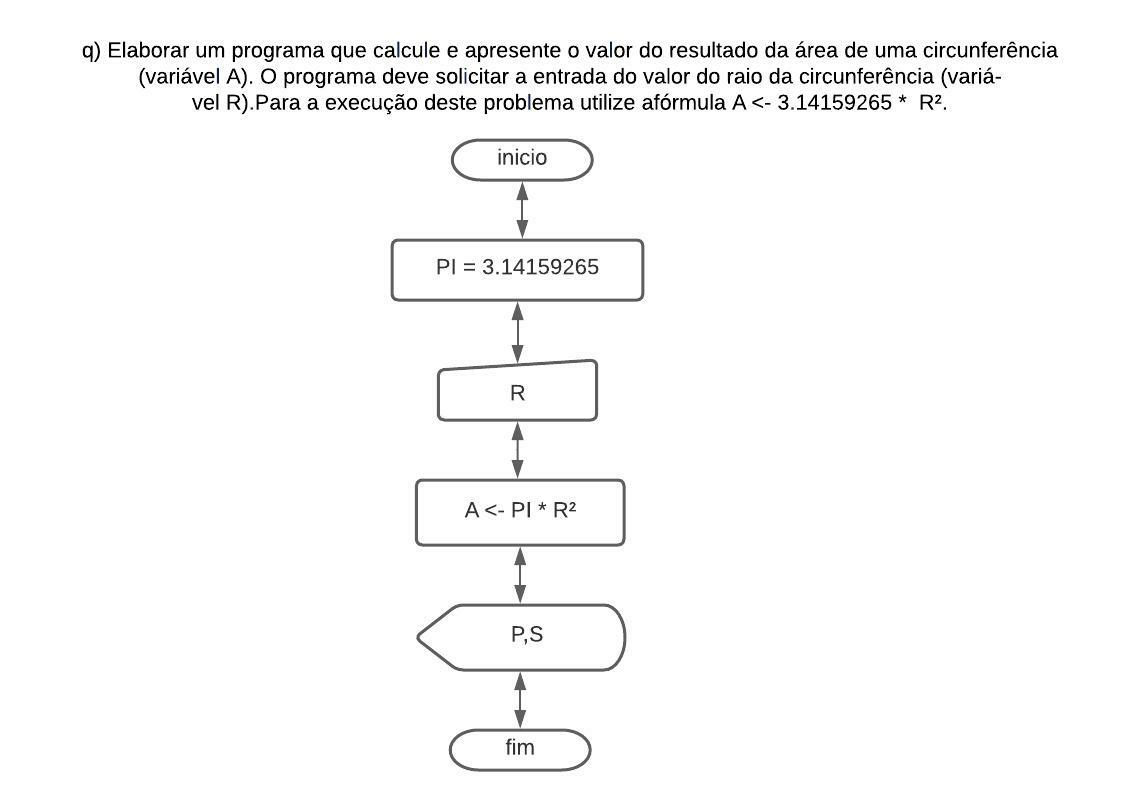 q) Elaborar um programa que calcule e apresente o valor do resultado da área de uma circunferência
(variável A). O programa deve solicitar a entrada do valor do raio da circunferência (variá-
vel R).Para a execução deste problema utilize afórmula A <- 3.14159265 *  R².
inicio
PI = 3.14159265
R
A <- PI * R²
P,S
fim